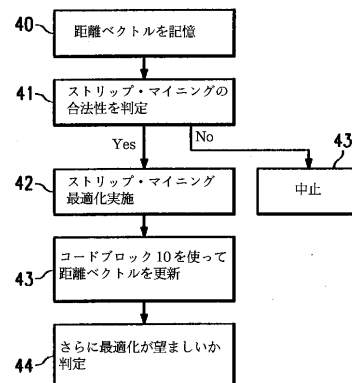 40
距離ベクトルを記憶
41
ストリップ・マイニングの
合法性を判定
Yes
No
43
42
ストリップ・マイニング
最適化実施
中止
43
コードブロック10を使って
距離ベクトルを更新
44
さらに最適化が望ましいか
判定